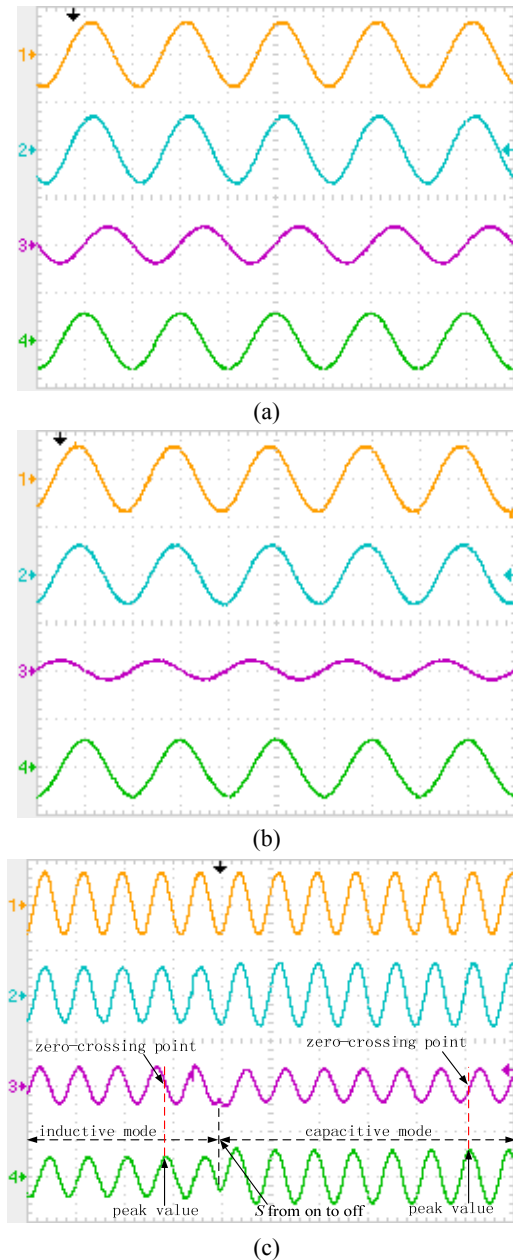 1
2
3
4
(a)
1
2
3
4
(b)
1
2
zero-crossing point
zero-crossing point
3
inductive mode
capacitive mode
4
peak value
S from on to off
peak value
(c)